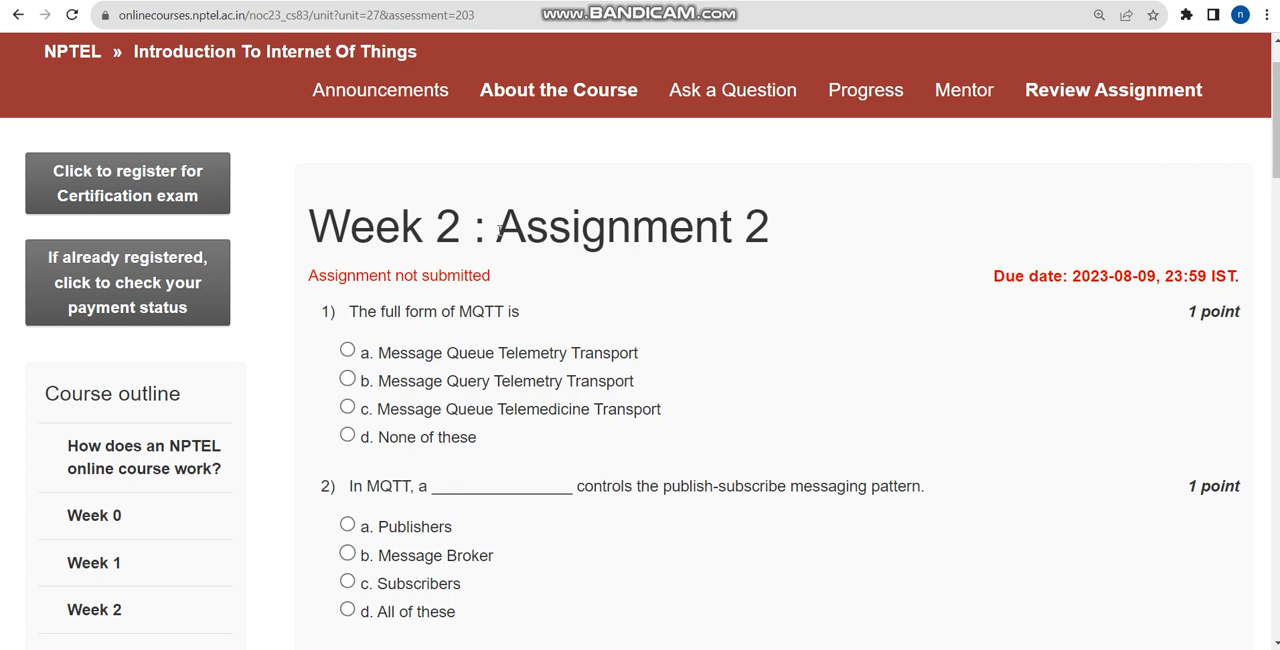 onlinecourses.nptel.ac.in/noc23_cs83/unit?unit=27&assessment=203
www.BANDICAM.com
n
NPTEL » Introduction To Internet Of Things
Announcements About the Course Ask a Question Progress Mentor Review Assignment
Click to register for
Certification exam
If already registered,
click to check your
payment status
Course outline
How does an NPTEL
online course work?
Week 0
Week 1
Week 2
Week 2 : Assignment 2
Assignment not submitted Due date: 2023-08-09, 23:59 IST.
1) The full form of MQTT is 1 point
a. Message Queue Telemetry Transport
b. Message Query Telemetry Transport
c. Message Queue Telemedicine Transport
d. None of these
2) In MQTT, a ________________ controls the publish-subscribe messaging pattern. 1 point
a. Publishers
b. Message Broker
c. Subscribers
d. All of these